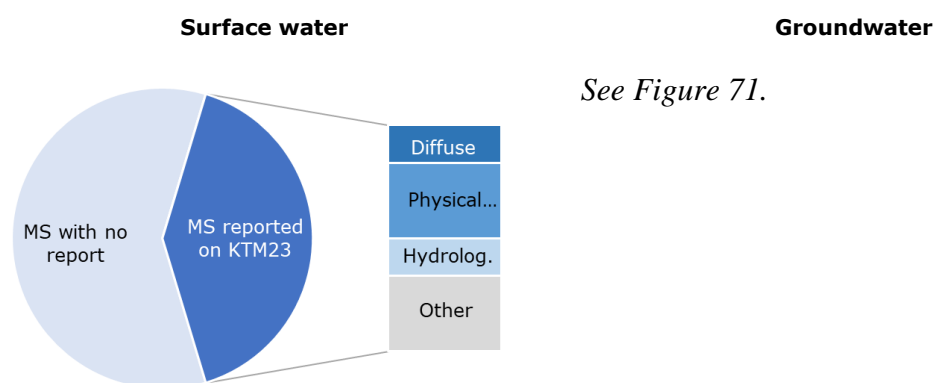 Surface water
Groundwater
See Figure 71.
MS with no
report
MS reported
on KTM23
Diffuse
Physical...
Hydrolog.
Other